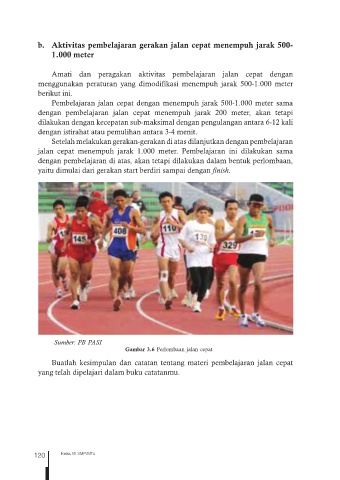 b. Aktivitas pembelajaran gerakan jalan cepat menempuh jarak 500-
1.000 meter
Amati dan peragakan aktivitas pembelajaran jalan cepat dengan
menggunakan peraturan yang dimodifikasi menempuh jarak 500-1.000 meter
berikut ini.
Pembelajaran jalan cepat dengan menempuh jarak 500-1.000 meter sama
dengan pembelajaran jalan cepat menempuh jarak 200 meter, akan tetapi
dilakukan dengan kecepatan sub-maksimal dengan pengulangan antara 6-12 kali
dengan istirahat atau pemulihan antara 3-4 menit.
Setelah melakukan gerakan-gerakan di atas dilanjutkan dengan pembelajaran
jalan cepat menempuh jarak 1.000 meter. Pembelajaran ini dilakukan sama
dengan pembelajaran di atas, akan tetapi dilakukan dalam bentuk perlombaan,
yaitu dimulai dari gerakan start berdiri sampai dengan finish.
145
408
110
139
329
Sumber: PB PASI
Gambar 3.6 Perlombaan jalan cepat
Buatlah kesimpulan dan catatan tentang materi pembelajaran jalan cepat
yang telah dipelajari dalam buku catatanmu.
120
SMP/MTs